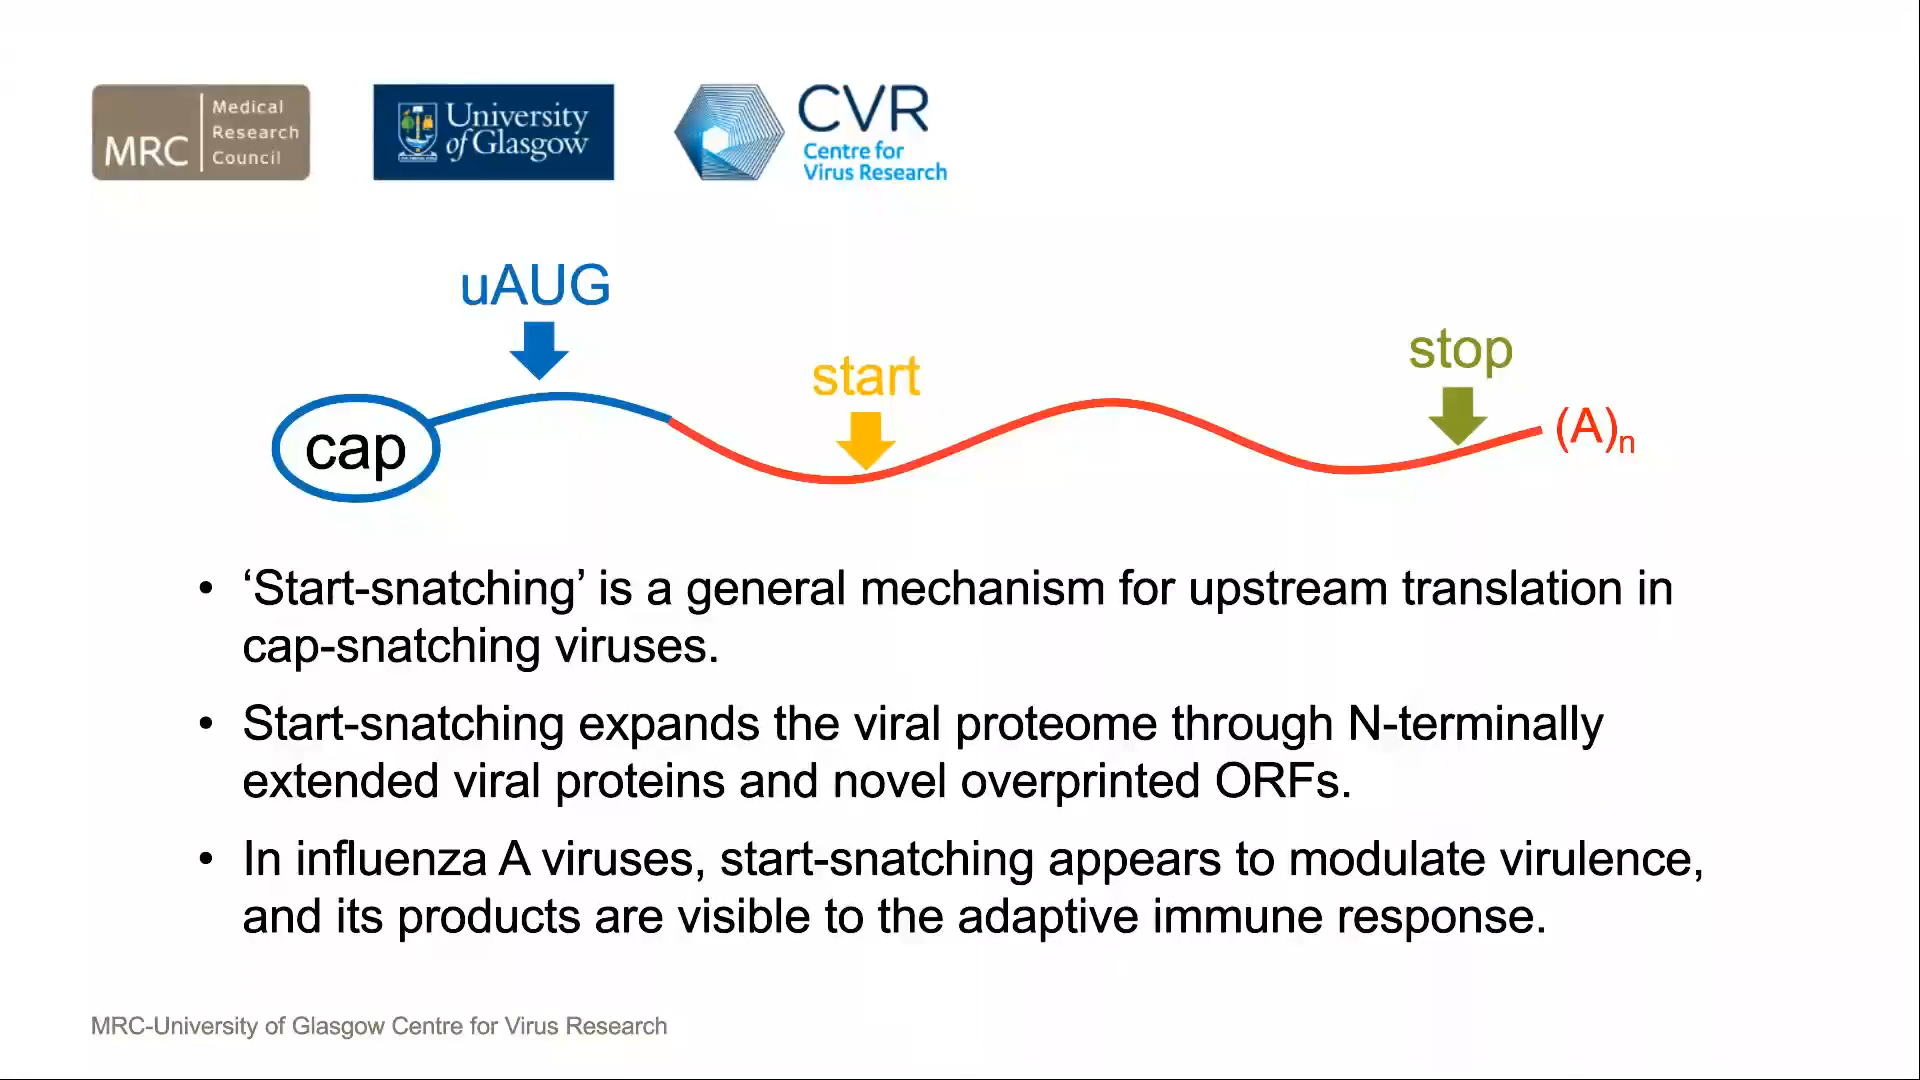 MRC
Medical
Research
Council
University
of Glasgow
CVR
Centre for
Virus Research
uAUG
start
stop
cap
(A)n
• ‘Start-snatching’ is a general mechanism for upstream translation in
cap-snatching viruses.
• Start-snatching expands the viral proteome through N-terminally
extended viral proteins and novel overprinted ORFs.
• In influenza A viruses, start-snatching appears to modulate virulence,
and its products are visible to the adaptive immune response.
MRC-University of Glasgow Centre for Virus Research